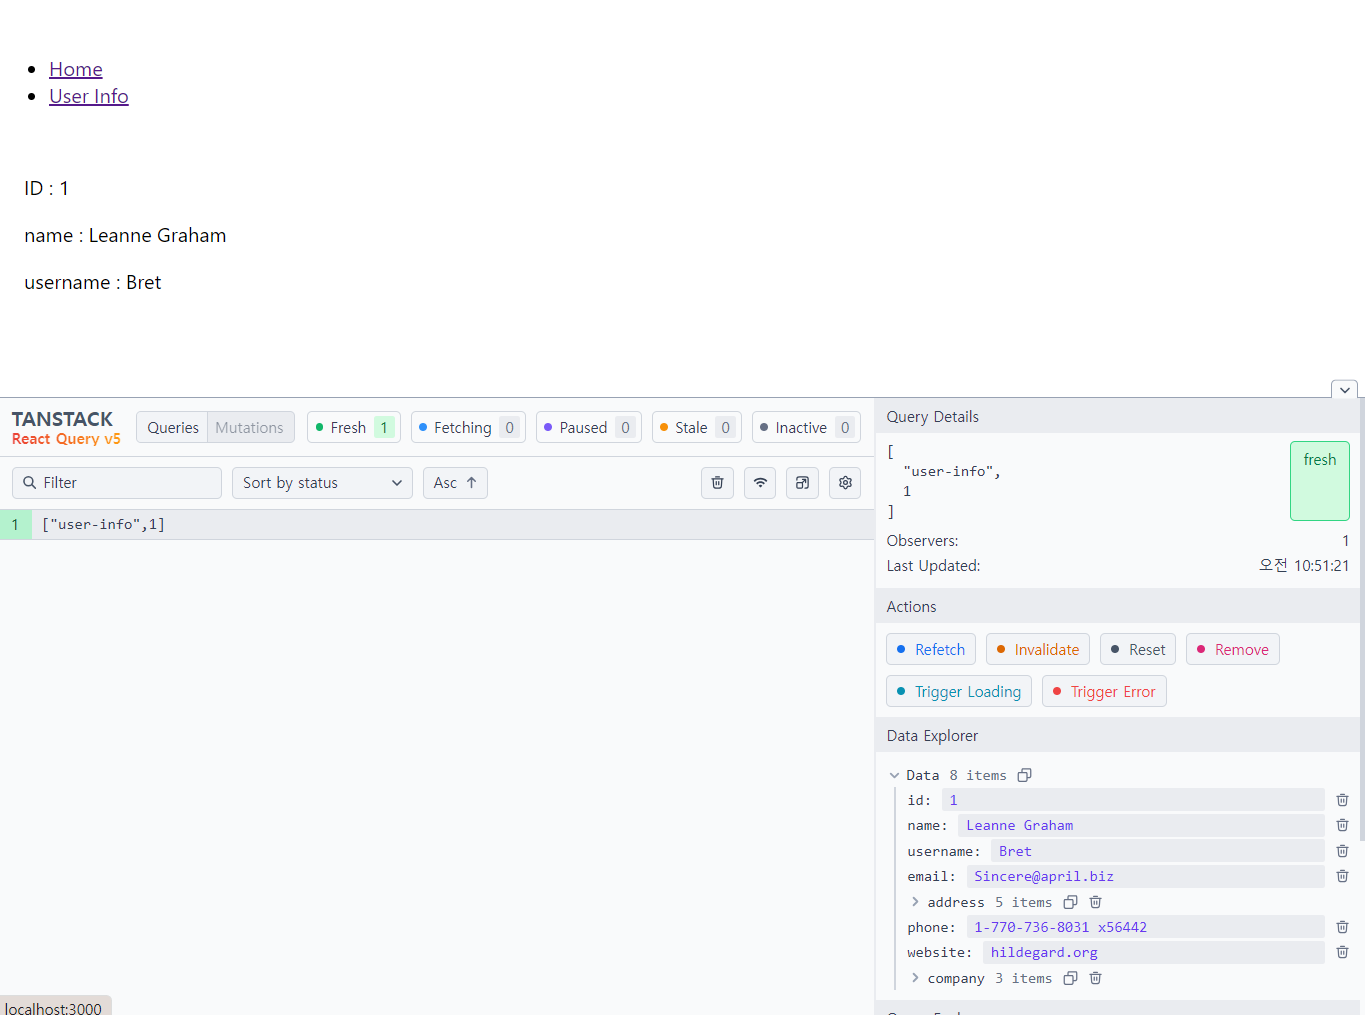 Home
User Info
ID : 1
name : Leanne Graham
username : Bret
TANSTACK
React Query v5
Queries Mutations Fresh 1 Fetching 0 Paused 0 Stale 0 Inactive 0
Filter Sort by status Asc
1 ["user-info",1]
localhost:3000
Query Details
[
"user-info",
1
]
fresh
Observers: 1
Last Updated: 오전 10:51:21
Actions
Refetch Invalidate Reset Remove
Trigger Loading Trigger Error
Data Explorer
Data 8 items
id: 1
name: Leanne Graham
username: Bret
email: Sincere@april.biz
address 5 items
phone: 1-770-736-8031 x56442
website: hildegard.org
company 3 items